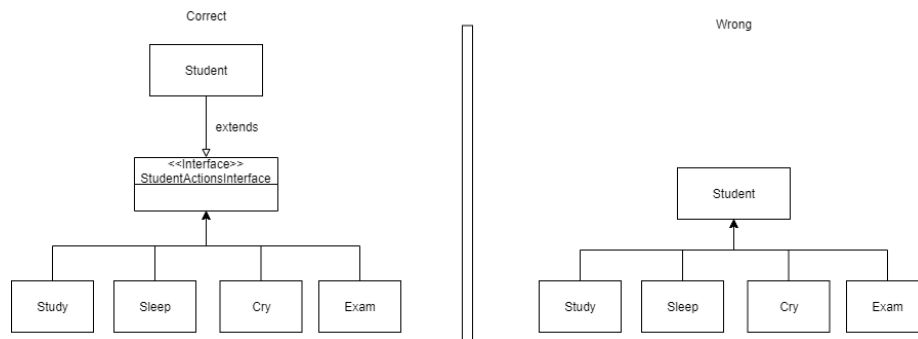 Correct
Student
extends
<<Interface>>
StudentActionsInterface
Study
Sleep
Cry
Exam
Wrong
Student
Study
Sleep
Cry
Exam